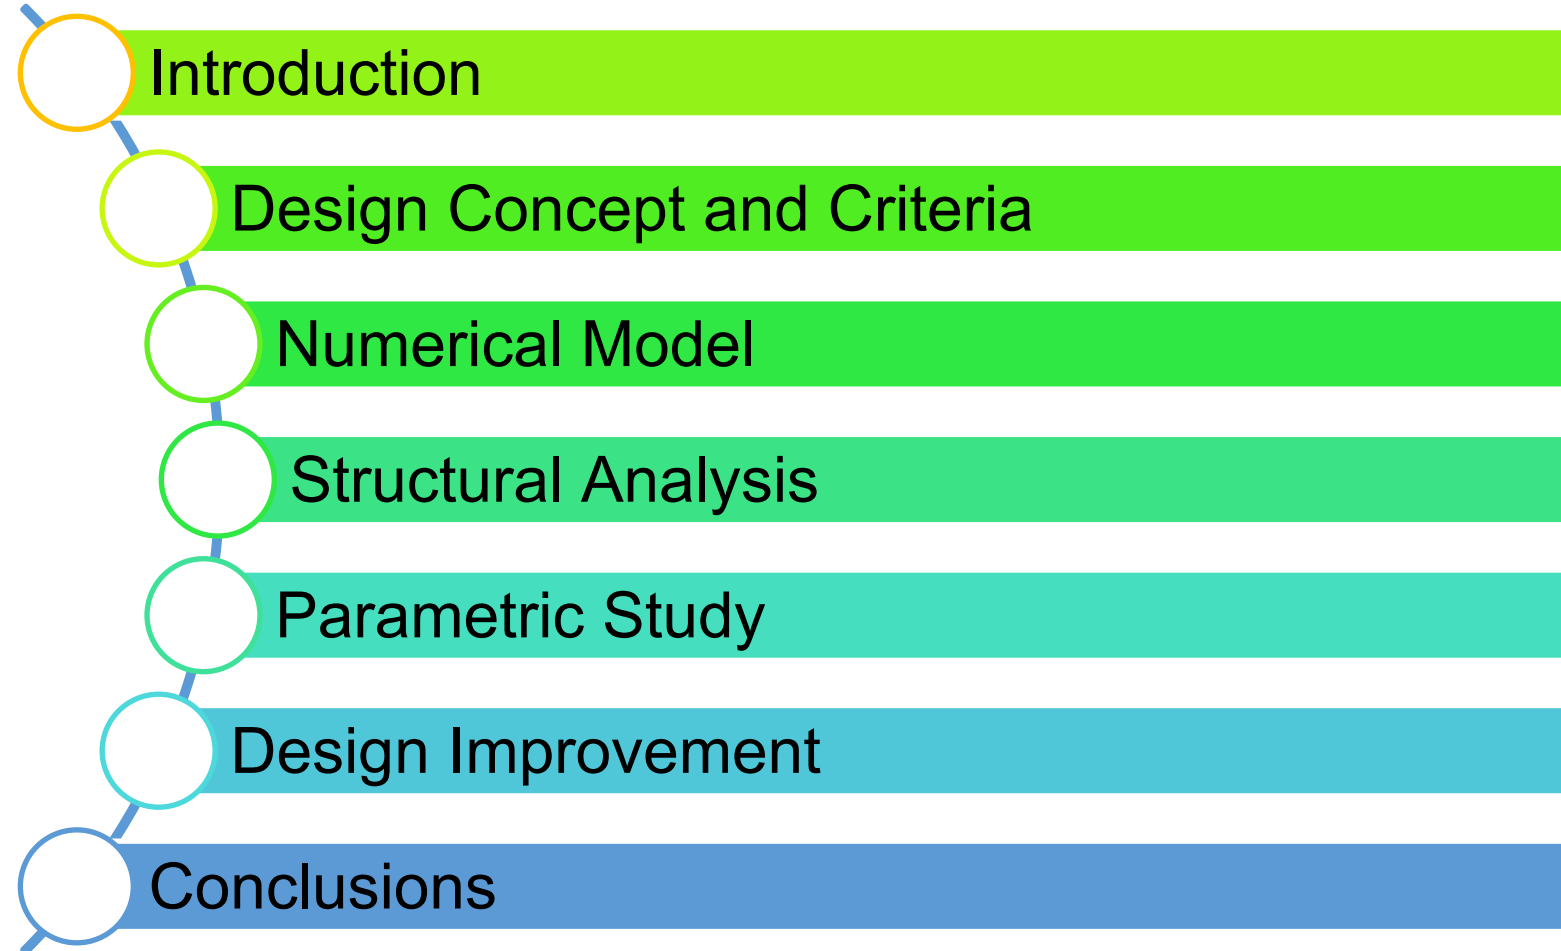 Introduction
Design Concept and Criteria
Numerical Model
Structural Analysis
Parametric Study
Design Improvement
Conclusions